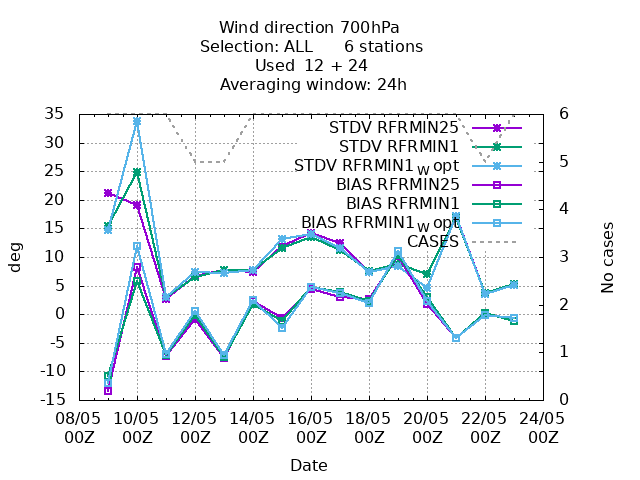 Wind direction 700hPa
Selection: ALL 6 stations
Used 12 + 24
Averaging window: 24h
35
30
25
20
15
10
5
0
-5
-10
-15
deg
6
5
4
3
2
1
0
No cases
STDV RFRMIN25
STDV RFRMIN1
STDV RFRMIN1_W opt
BIAS RFRMIN25
BIAS RFRMIN1
BIAS RFRMIN1_W opt
CASES
08/05 10/05 12/05 14/05 16/05 18/05 20/05 22/05 24/05
00Z 00Z 00Z 00Z 00Z 00Z 00Z 00Z 00Z
Date